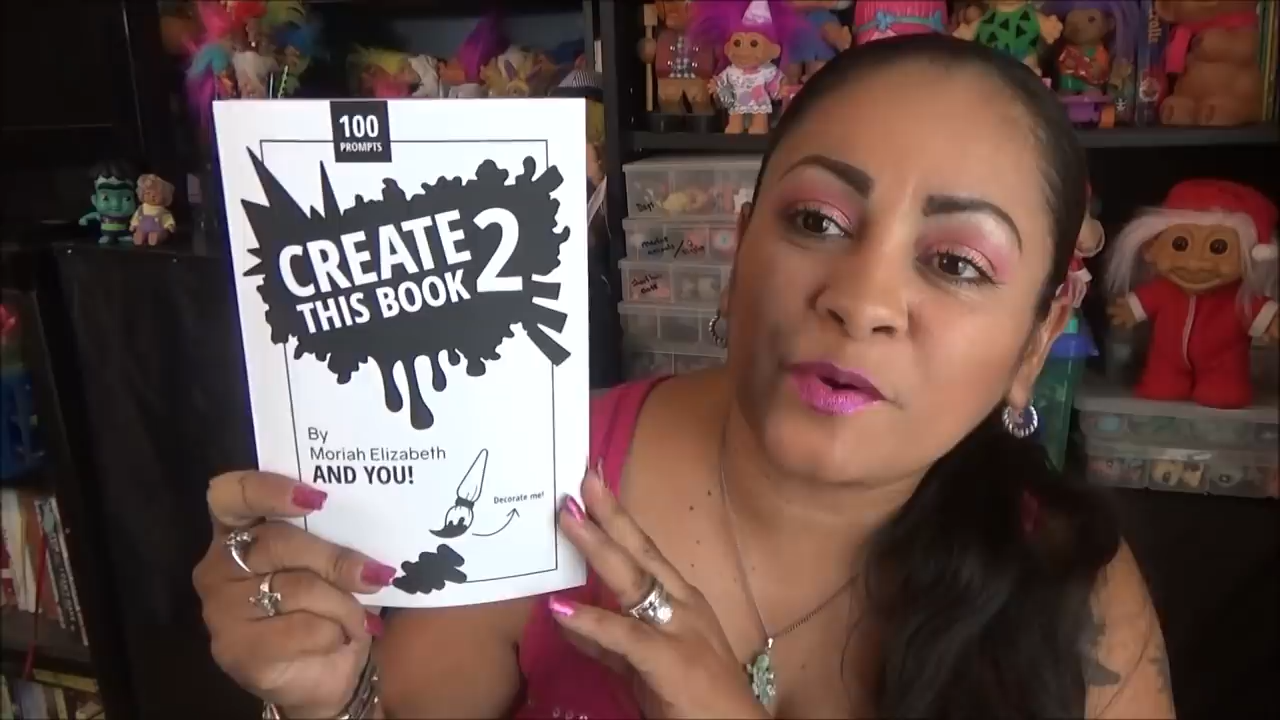 100
PROMPTS
CREATE
THIS BOOK 2
By
Moriah Elizabeth
AND YOU!
Decorate me!